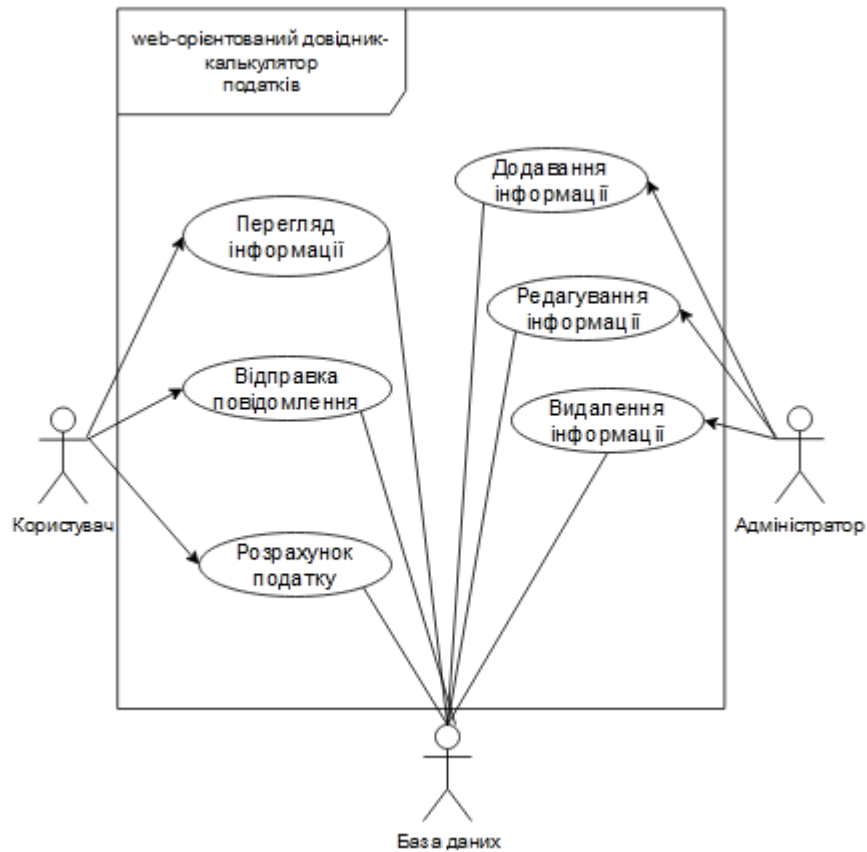 web-орієнтований довідник-
калькулятор
податків
Додавання
інформації
Перегляд
інформації
Редагування
інформації
Відправка
повідомлення
Видалення
інформації
Користувач
Адміністратор
Розрахунок
податку
База даних